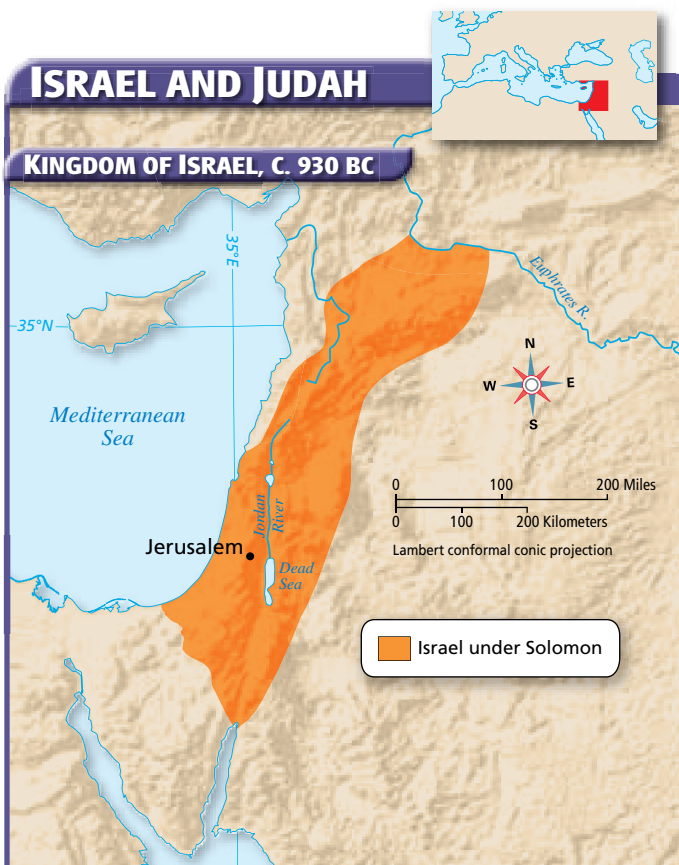 ISRAEL AND JUDAH
KINGDOM OF ISRAEL, C. 930 BC
35°E
35°N
Euphrates R.
N
W
E
S
Mediterranean
Sea
0
100
200 Miles
0
100
200 Kilometers
Lambert conformal conic projection
Jordan
River
Jerusalem
Dead
Sea
Israel under Solomon